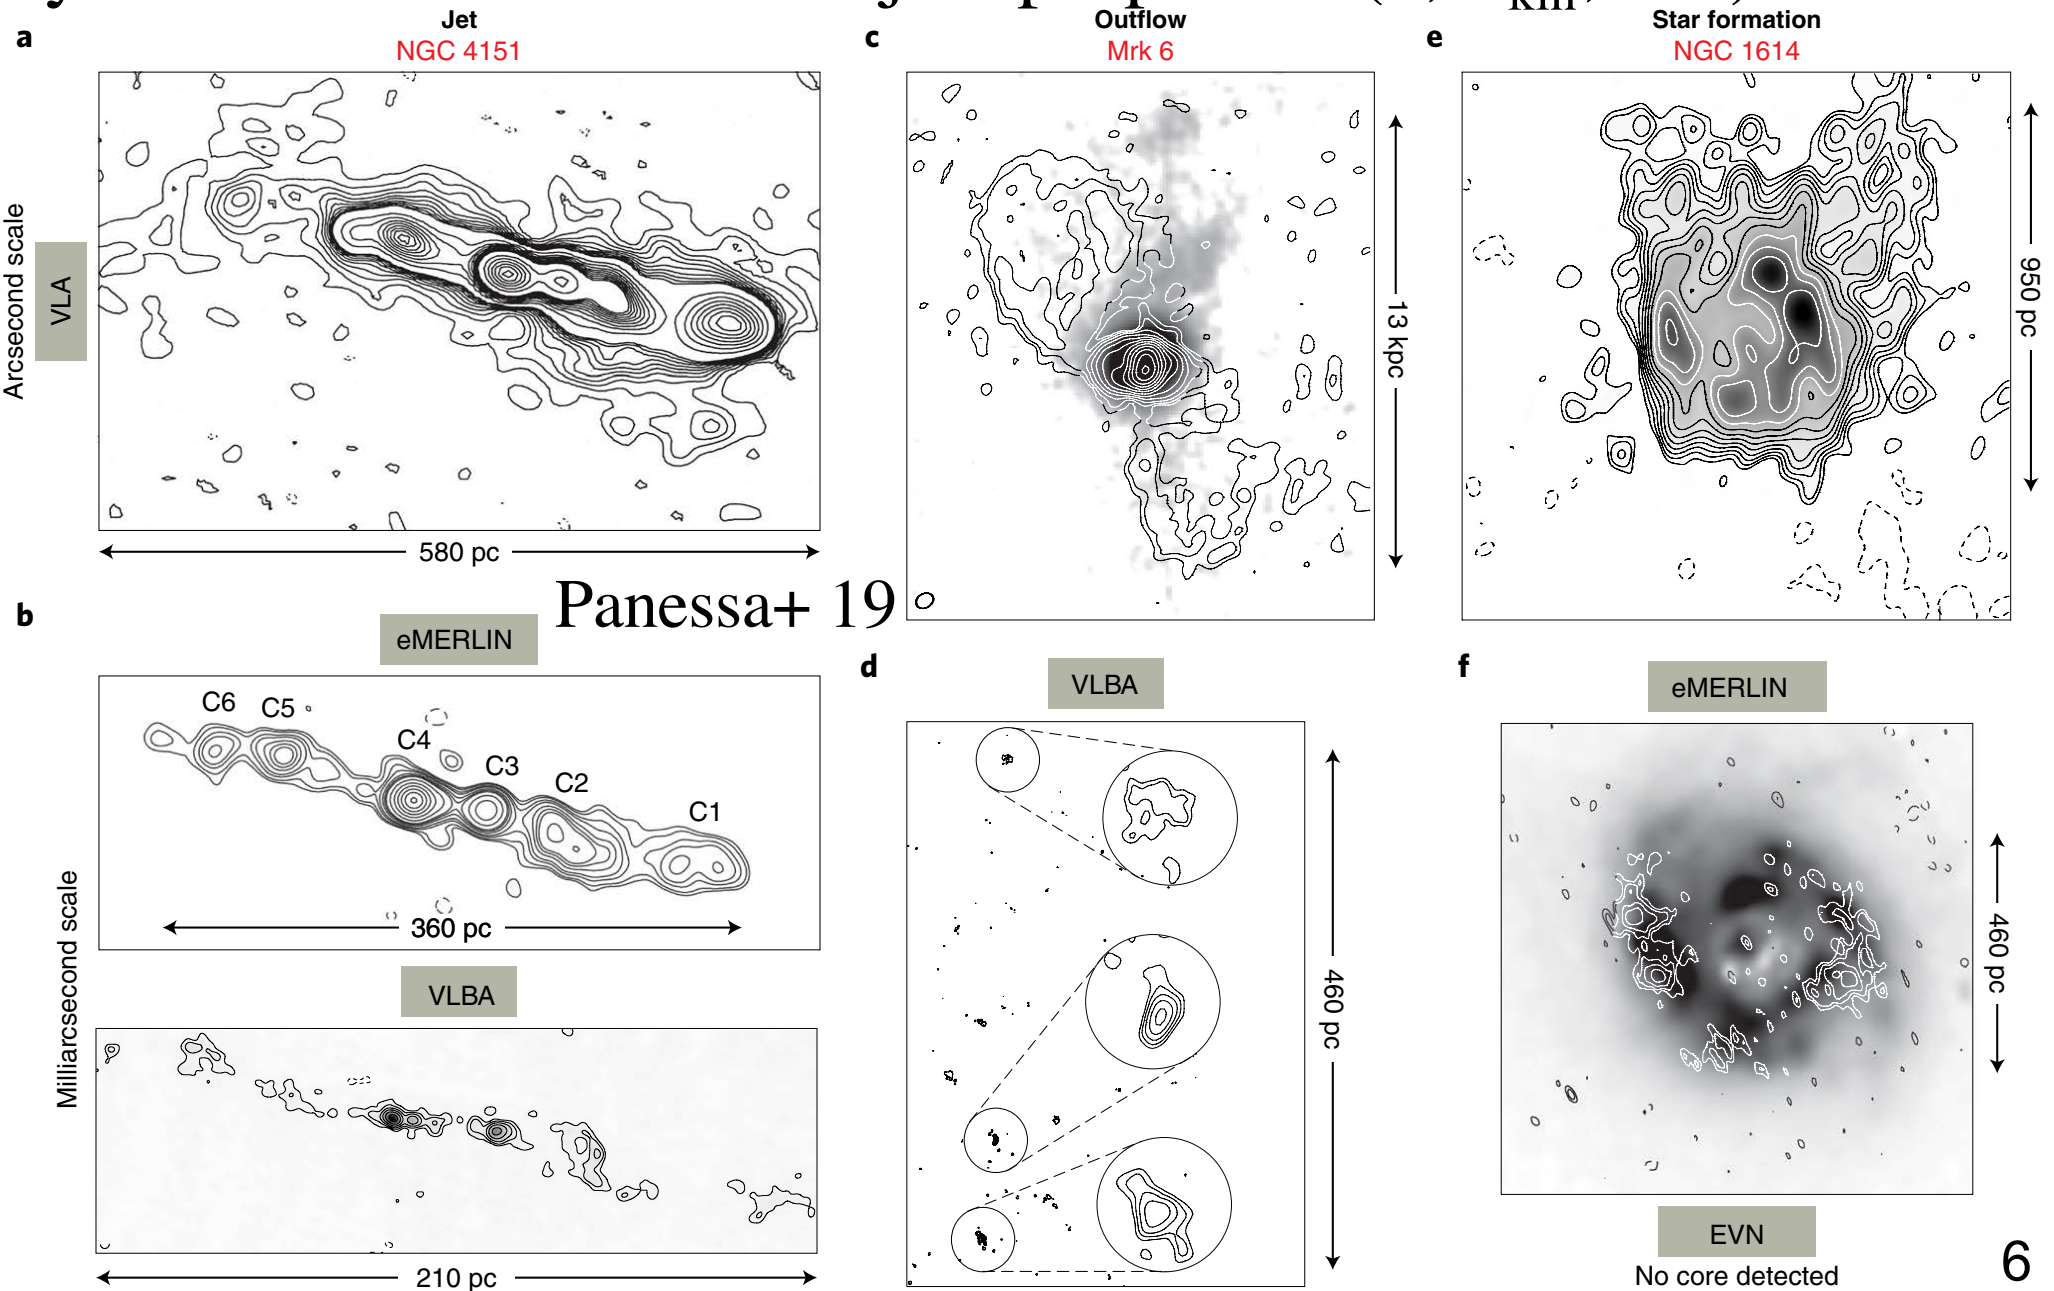 Jet
Outflow
Star formation
a
NGC 4151
c
Mrk 6
e
NGC 1614
Arcsecond scale
VLA
580 pc
13 kpc
950 pc
Panessa+ 19
b
eMERLIN
C6
C5
C4
C3
C2
C1
360 pc
Milliarcsecond scale
VLBA
210 pc
d
VLBA
460 pc
f
eMERLIN
460 pc
EVN
No core detected
6